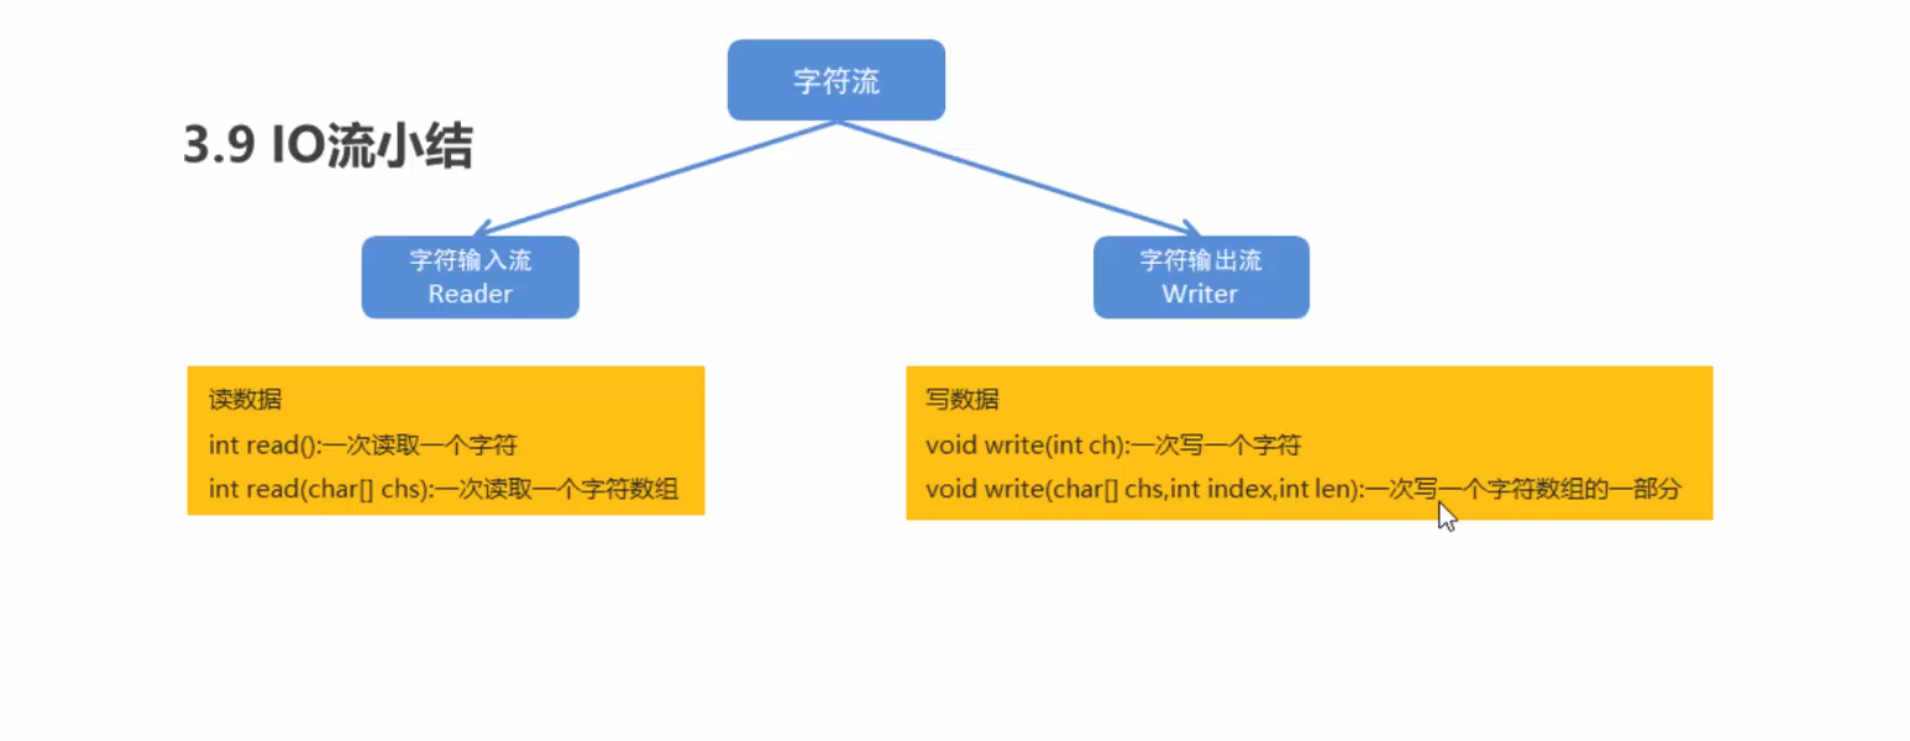 字符流
3.9 IO流小结
字符输入流
Reader
字符输出流
Writer
读数据
int read():一次读取一个字符
int read(char[] chs):一次读取一个字符数组
写数据
void write(int ch):一次写一个字符
void write(char[] chs,int index,int len):一次写一个字符数组的一部分